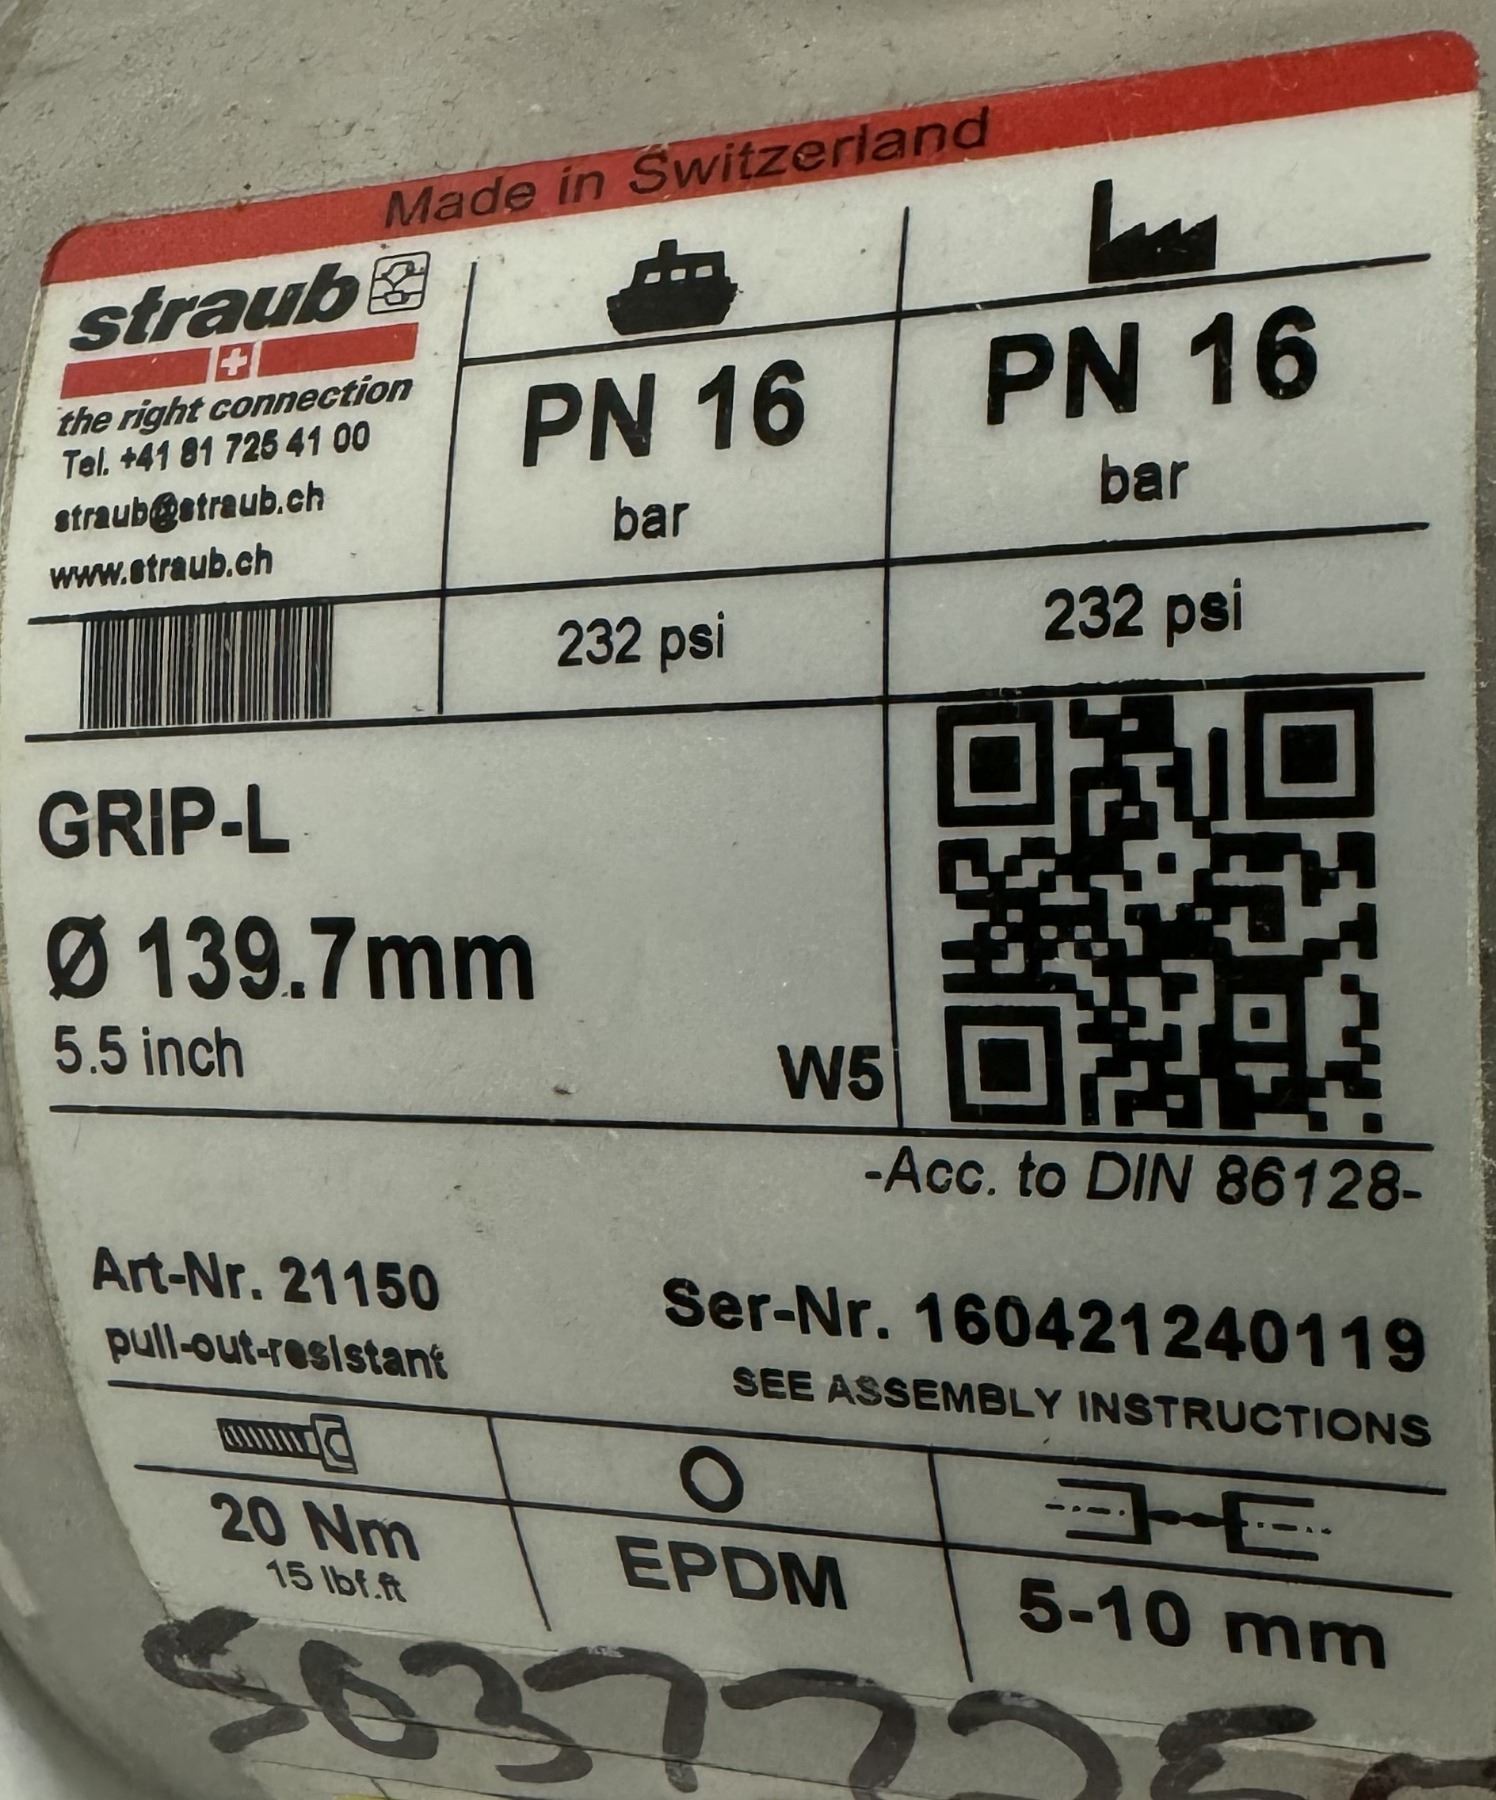 Made in Switzerland
straub
the right connection
Tel. +41 81 725 41 00
straub@straub.ch
www.straub.ch
PN 16
bar
232 psi
PN 16
bar
232 psi
GRIP-L
Ø 139.7mm
5.5 inch
W5
-Acc. to DIN 86128-
Art-Nr. 21150
pull-out-resistant
Ser-Nr. 160421240119
SEE ASSEMBLY INSTRUCTIONS
20 Nm
15 lbf.ft
EPDM
5-10 mm